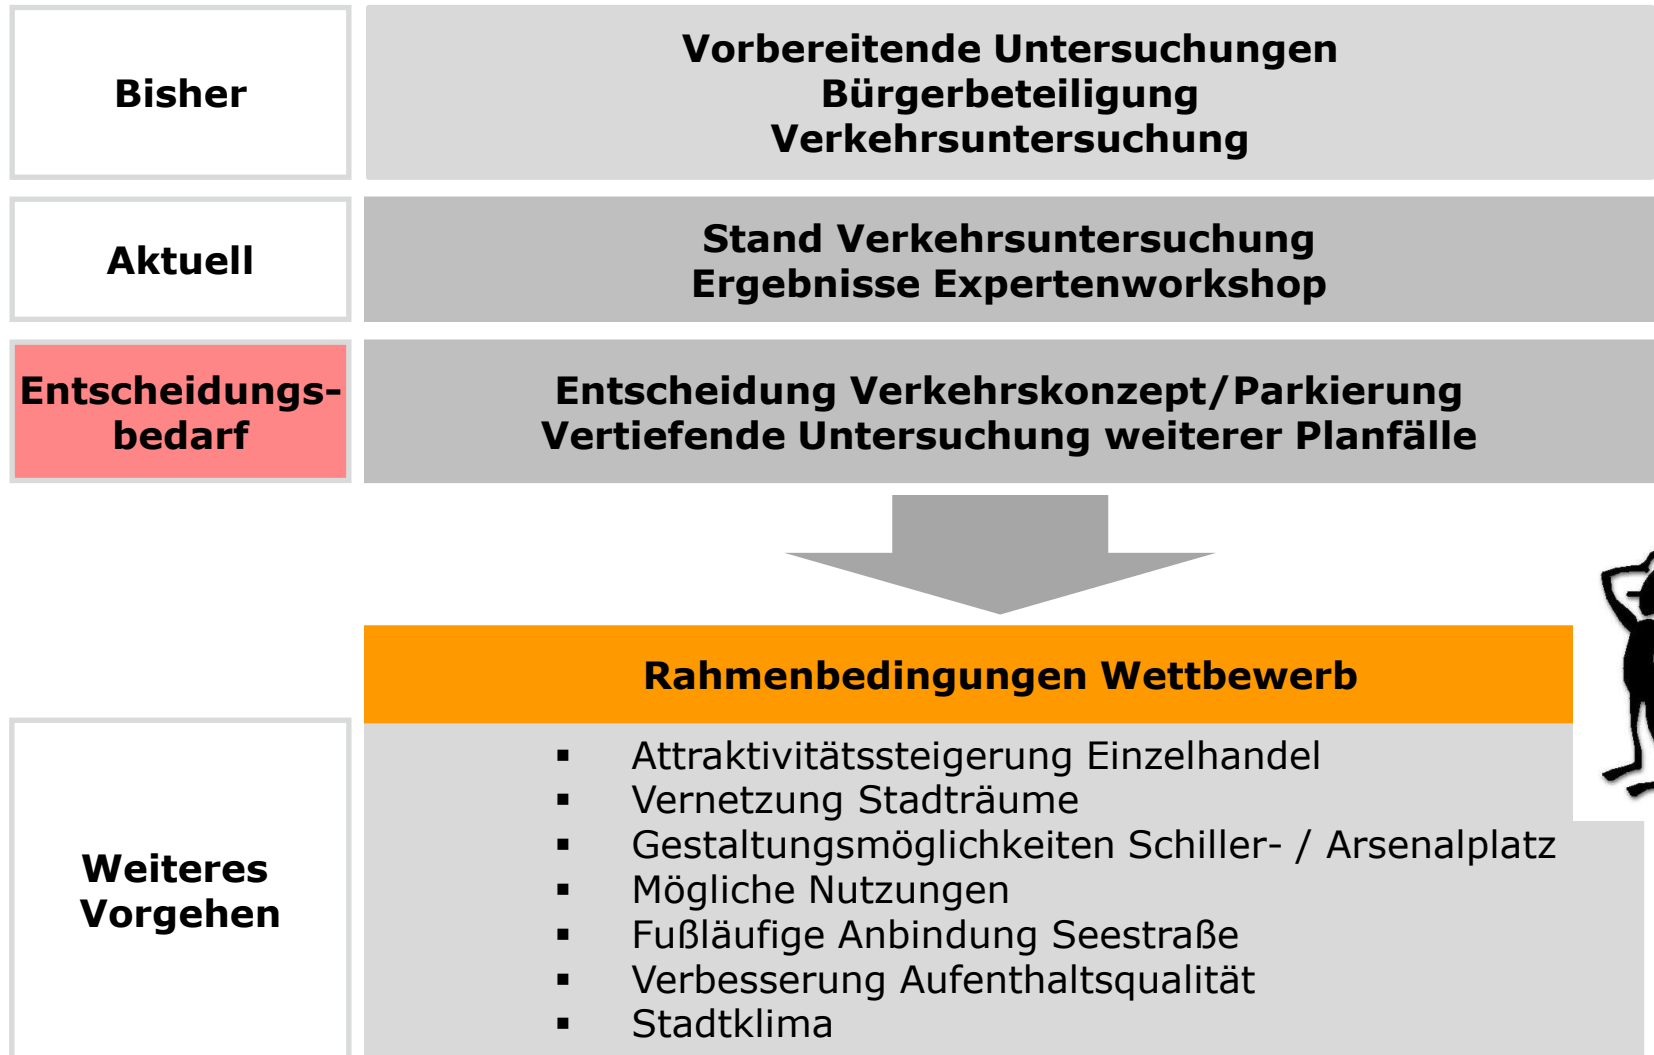 Bisher
Vorbereitende Untersuchungen
Bürgerbeteiligung
Verkehrsuntersuchung
Aktuell
Stand Verkehrsuntersuchung
Ergebnisse Expertenworkshop
Entscheidungs-
bedarf
Entscheidung Verkehrskonzept/Parkierung
Vertiefende Untersuchung weiterer Planfälle
Rahmenbedingungen Wettbewerb
Weiteres
Vorgehen
▪ Attraktivitätssteigerung Einzelhandel
▪ Vernetzung Stadträume
▪ Gestaltungsmöglichkeiten Schiller- / Arsenalplatz
▪ Mögliche Nutzungen
▪ Fußläufige Anbindung Seestraße
▪ Verbesserung Aufenthaltsqualität
▪ Stadtklima